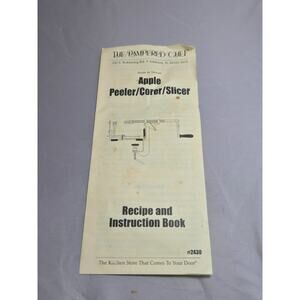 THE PAMPERED CHEF
Apple
Peeler/Corer/Slicer
Recipe and
Instruction Book
#2430
The Kitchen Store That Comes To Your Door